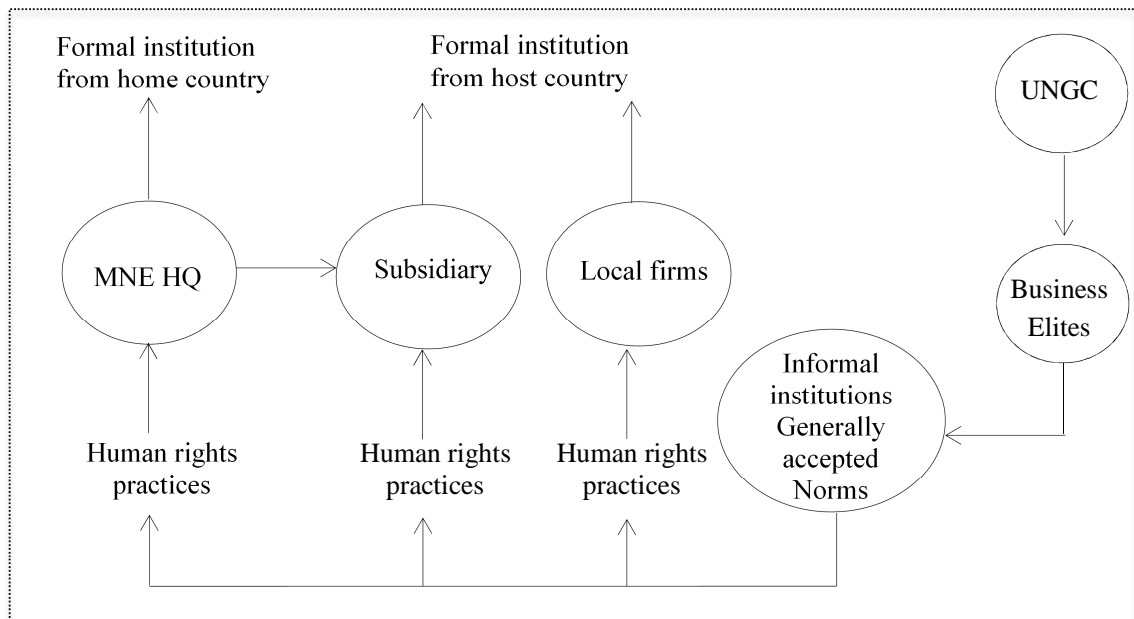 Formal institution
from home country
Formal institution
from host country
UNGC
MNE HQ
Subsidiary
Local firms
Business
Elites
Informal
institutions
Generally
accepted
Norms
Human rights
practices
Human rights
practices
Human rights
practices